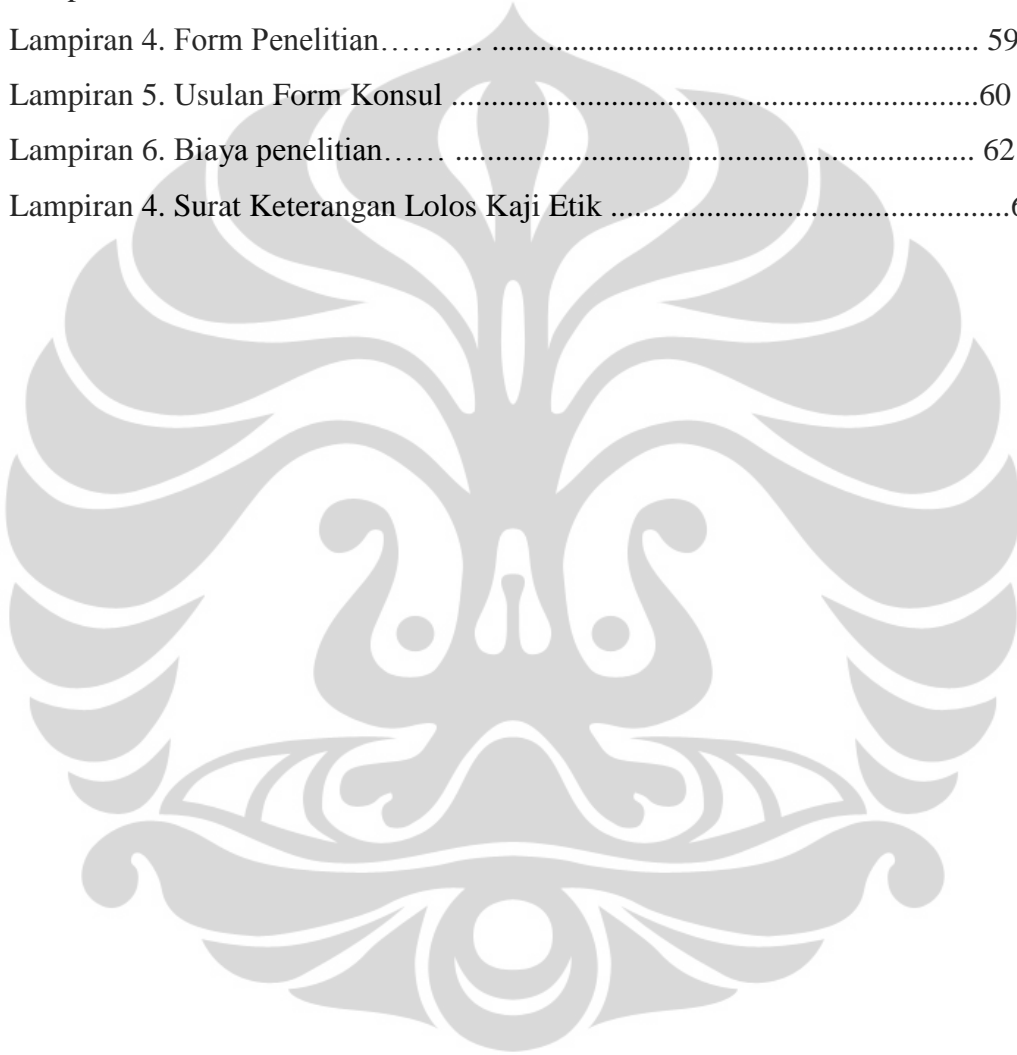 Lampiran 4. Form Penelitian………. ................................................................................ 59
Lampiran 5. Usulan Form Konsul .......................................................................................60
Lampiran 6. Biaya penelitian…… ..................................................................................... 62
Lampiran 4. Surat Keterangan Lolos Kaji Etik .......................................................................